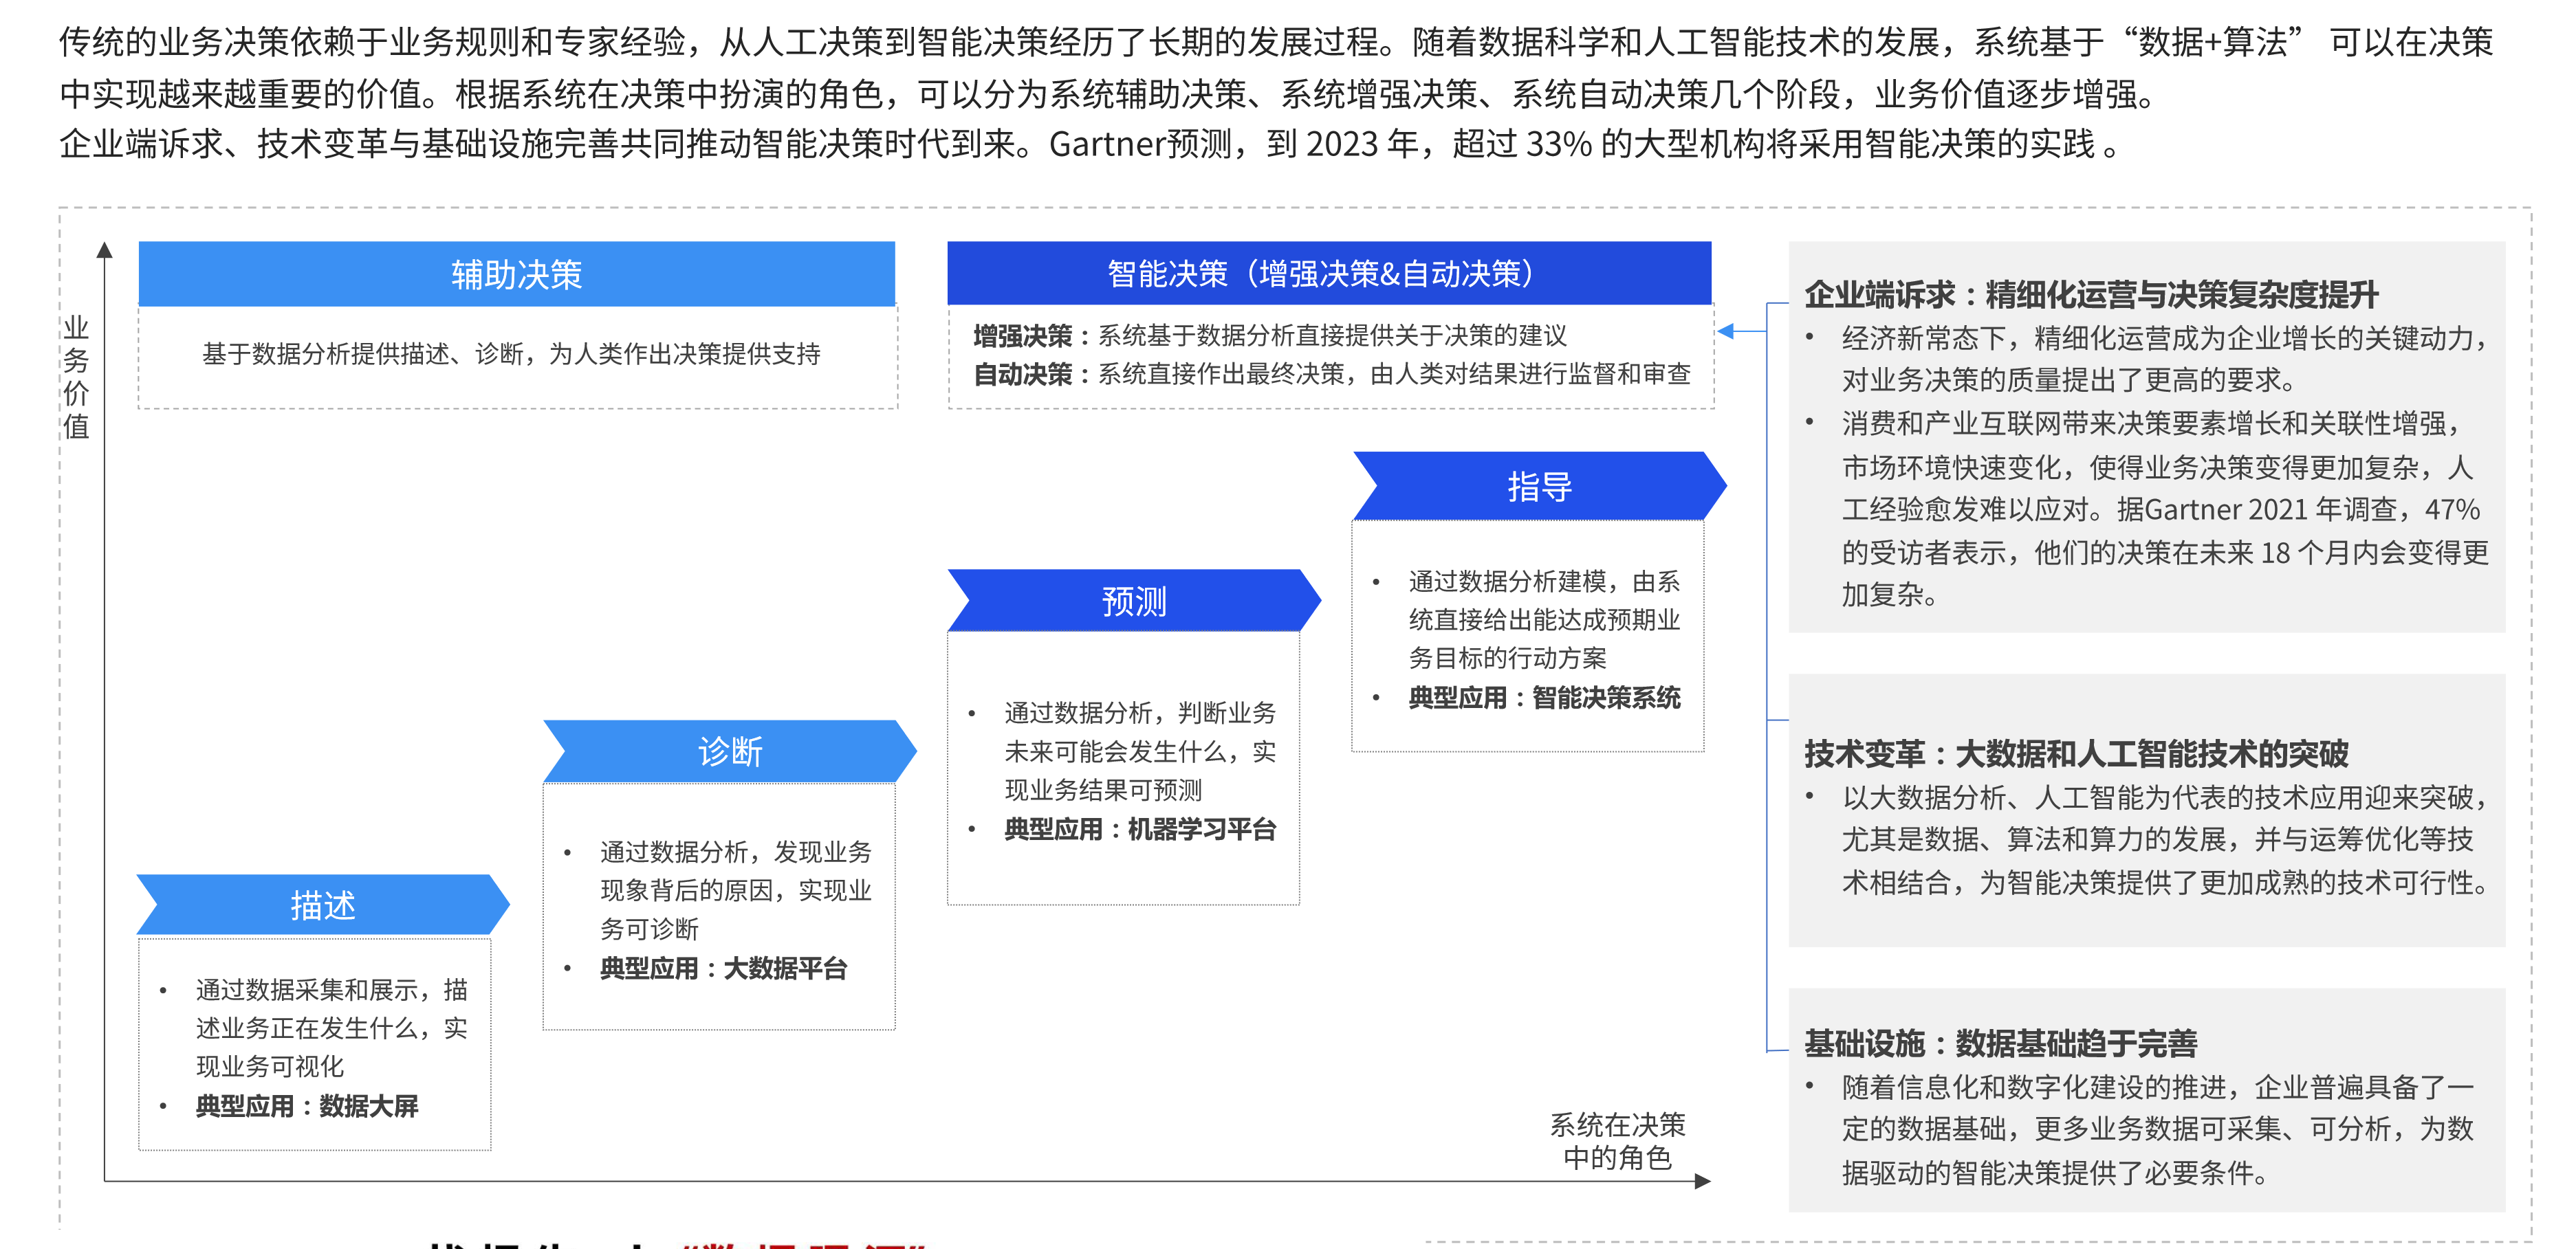 传统的业务决策依赖于业务规则和专家经验，从人工决策到智能决策经历了长期的发展过程。随着数据科学和人工智能技术的发展，系统基于“数据+算法” 可以在决策
中实现越来越重要的价值。根据系统在决策中扮演的角色，可以分为系统辅助决策、系统增强决策、系统自动决策几个阶段，业务价值逐步增强。
企业端诉求、技术变革与基础设施完善共同推动智能决策时代到来。Gartner预测，到 2023 年，超过 33% 的大型机构将采用智能决策的实践 。
业
务
价
值
辅助决策
基于数据分析提供描述、诊断，为人类作出决策提供支持
智能决策（增强决策&自动决策）
增强决策：系统基于数据分析直接提供关于决策的建议
自动决策：系统直接作出最终决策，由人类对结果进行监督和审查
描述
• 通过数据采集和展示，描
述业务正在发生什么，实
现业务可视化
• 典型应用：数据大屏
诊断
• 通过数据分析，发现业务
现象背后的原因，实现业
务可诊断
• 典型应用：大数据平台
预测
• 通过数据分析，判断业务
未来可能会发生什么，实
现业务结果可预测
• 典型应用：机器学习平台
指导
• 通过数据分析建模，由系
统直接给出能达成预期业
务目标的行动方案
• 典型应用：智能决策系统
系统在决策
中的角色
企业端诉求：精细化运营与决策复杂度提升
• 经济新常态下，精细化运营成为企业增长的关键动力，
对业务决策的质量提出了更高的要求。
• 消费和产业互联网带来决策要素增长和关联性增强，
市场环境快速变化，使得业务决策变得更加复杂，人
工经验愈发难以应对。据Gartner 2021 年调查，47%
的受访者表示，他们的决策在未来 18 个月内会变得更
加复杂。
技术变革：大数据和人工智能技术的突破
• 以大数据分析、人工智能为代表的技术应用迎来突破，
尤其是数据、算法和算力的发展，并与运筹优化等技
术相结合，为智能决策提供了更加成熟的技术可行性。
基础设施：数据基础趋于完善
• 随着信息化和数字化建设的推进，企业普遍具备了一
定的数据基础，更多业务数据可采集、可分析，为数
据驱动的智能决策提供了必要条件。